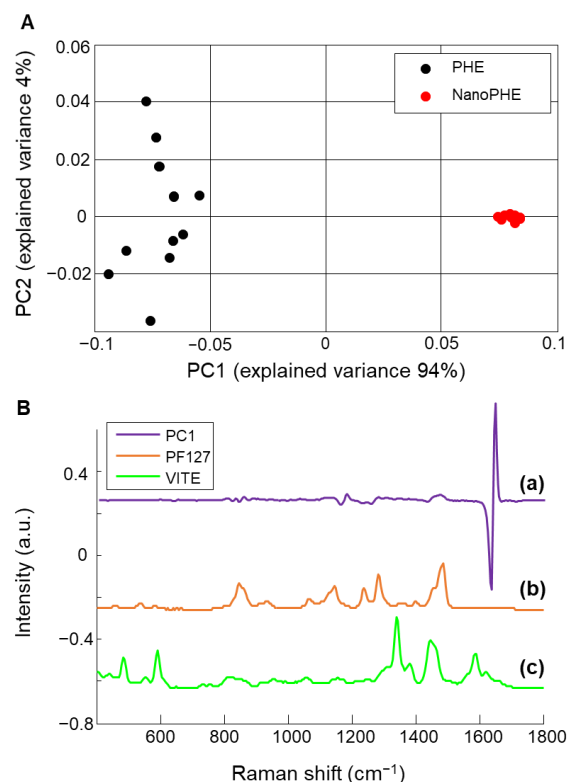 A
0.06
0.04
0.02
0
−0.02
PC2 (explained variance 4%)
PHE
NanoPHE
−0.1
−0.05
0
0.05
0.1
PC1 (explained variance 94%)
B
PC1
PF127
VITE
0.4
0
−0.4
−0.8
Intensity (a.u.)
(a)
(b)
(c)
600
800
1000
1200
1400
1600
1800
Raman shift (cm⁻¹)